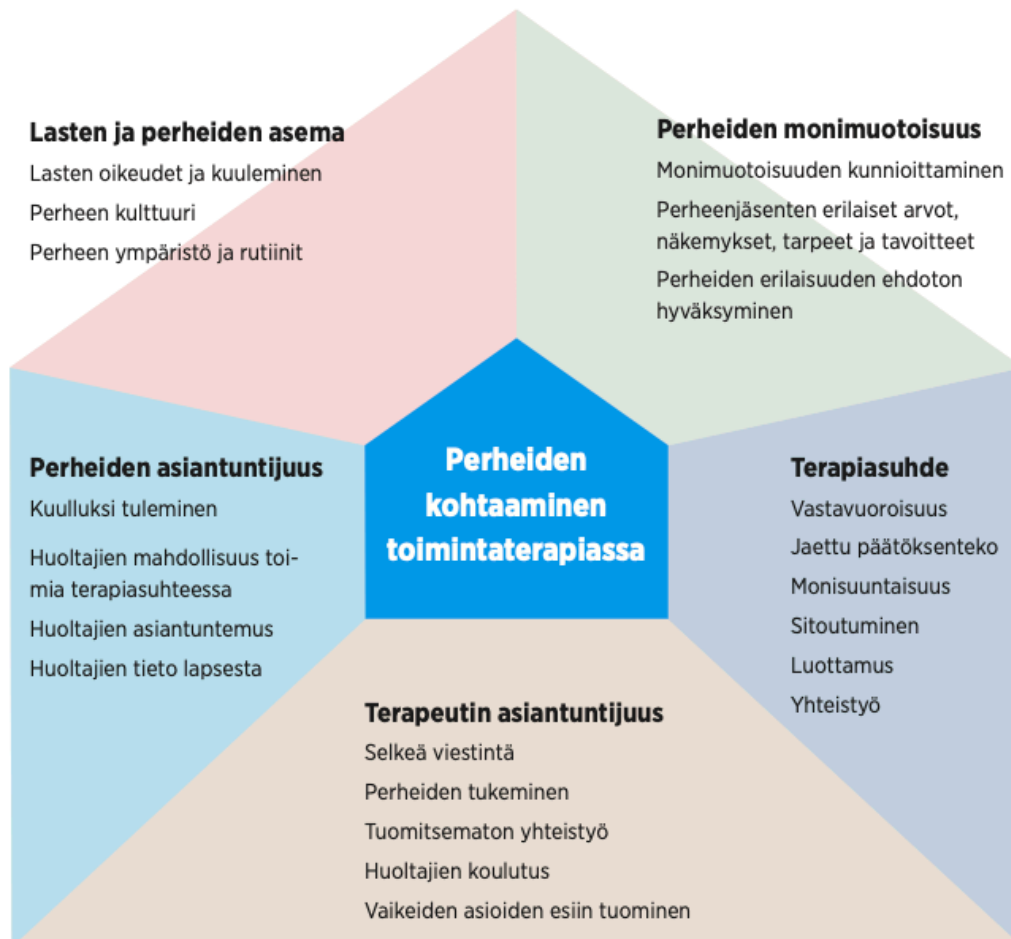 Lasten ja perheiden asema
Lasten oikeudet ja kuuleminen
Perheen kulttuuri
Perheen ympäristö ja rutiinit
Perheiden monimuotoisuus
Monimuotoisuuden kunnioittaminen
Perheenjäsenten erilaiset arvot,
näkemykset, tarpeet ja tavoitteet
Perheiden erilaisuuden ehdoton
hyväksyminen
Perheiden asiantuntijuus
Kuulluksi tuleminen
Huoltajien mahdollisuus toi-
mia terapiasuhteessa
Huoltajien asiantuntemus
Huoltajien tieto lapsesta
Perheiden
kohtaaminen
toimintaterapiassa
Terapiasuhde
Vastavuoroisuus
Jaettu päätöksenteko
Monisuuntaisuus
Sitoutuminen
Luottamus
Yhteistyö
Terapeutin asiantuntijuus
Selkeä viestintä
Perheiden tukeminen
Tuomitsematon yhteistyö
Huoltajien koulutus
Vaikeiden asioiden esiin tuominen